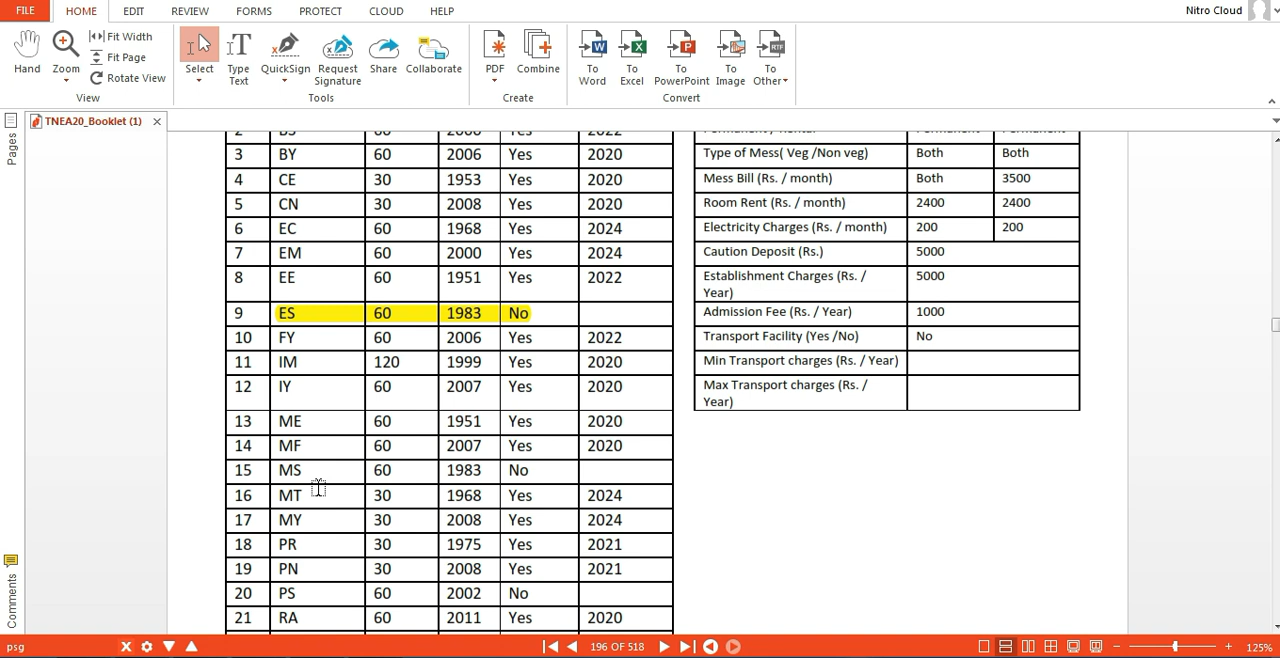 FILE HOME EDIT REVIEW FORMS PROTECT CLOUD HELP Nitro Cloud
Hand Zoom Fit Width Fit Page Rotate View
View
Select Type Text QuickSign Request Signature Share Collaborate
Tools
PDF Combine
Create
To Word To Excel To PowerPoint To Image To Other
Convert
Pages
TNEA20_Booklet (1)
3 BY 60 2006 Yes 2020
4 CE 30 1953 Yes 2020
5 CN 30 2008 Yes 2020
6 EC 60 1968 Yes 2024
7 EM 60 2000 Yes 2024
8 EE 60 1951 Yes 2022
9 ES 60 1983 No
10 FY 60 2006 Yes 2022
11 IM 120 1999 Yes 2020
12 IY 60 2007 Yes 2020
13 ME 60 1951 Yes 2020
14 MF 60 2007 Yes 2020
15 MS 60 1983 No
16 MT 30 1968 Yes 2024
17 MY 30 2008 Yes 2024
18 PR 30 1975 Yes 2021
19 PN 30 2008 Yes 2021
20 PS 60 2002 No
21 RA 60 2011 Yes 2020
Type of Mess( Veg /Non veg) Both Both
Mess Bill (Rs. / month) Both 3500
Room Rent (Rs. / month) 2400 2400
Electricity Charges (Rs. / month) 200 200
Caution Deposit (Rs.) 5000
Establishment Charges (Rs. / 5000
Year)
Admission Fee (Rs. / Year) 1000
Transport Facility (Yes /No) No
Min Transport charges (Rs. / Year)
Max Transport charges (Rs. /
Year)
Comments
psg 196 OF 518 125%